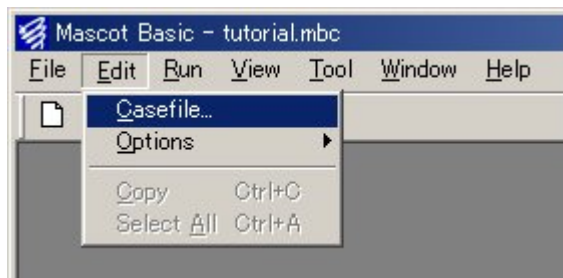 Mascot Basic - tutorial.mbc
File Edit Run View Tool Window Help
Casefile...
Options
Copy Ctrl+C
Select All Ctrl+A